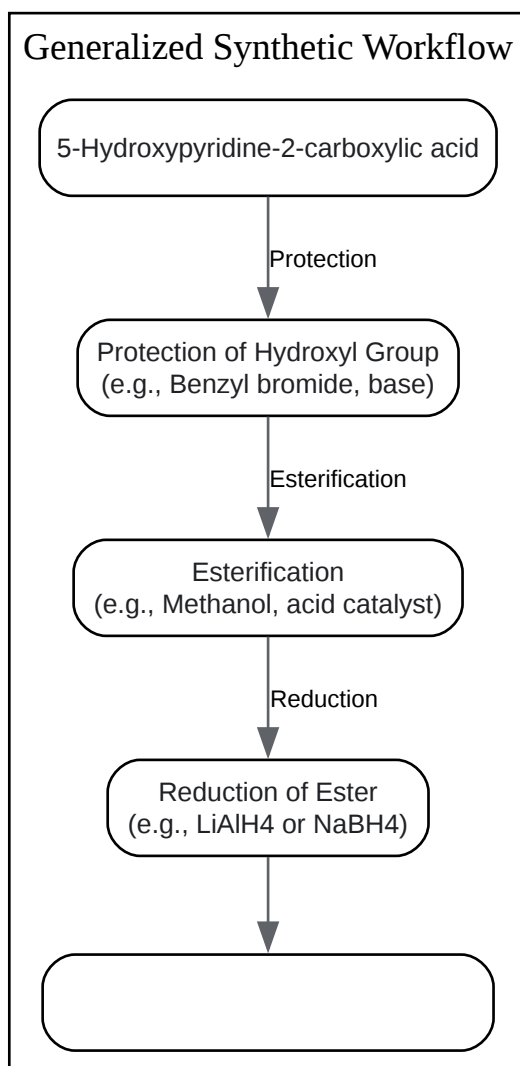 Generalized Synthetic Workflow
5-Hydroxypyridine-2-carboxylic acid
Protection
Protection of Hydroxyl Group
(e.g., Benzyl bromide, base)
Esterification
Esterification
(e.g., Methanol, acid catalyst)
Reduction
Reduction of Ester
(e.g., LiAlH4 or NaBH4)